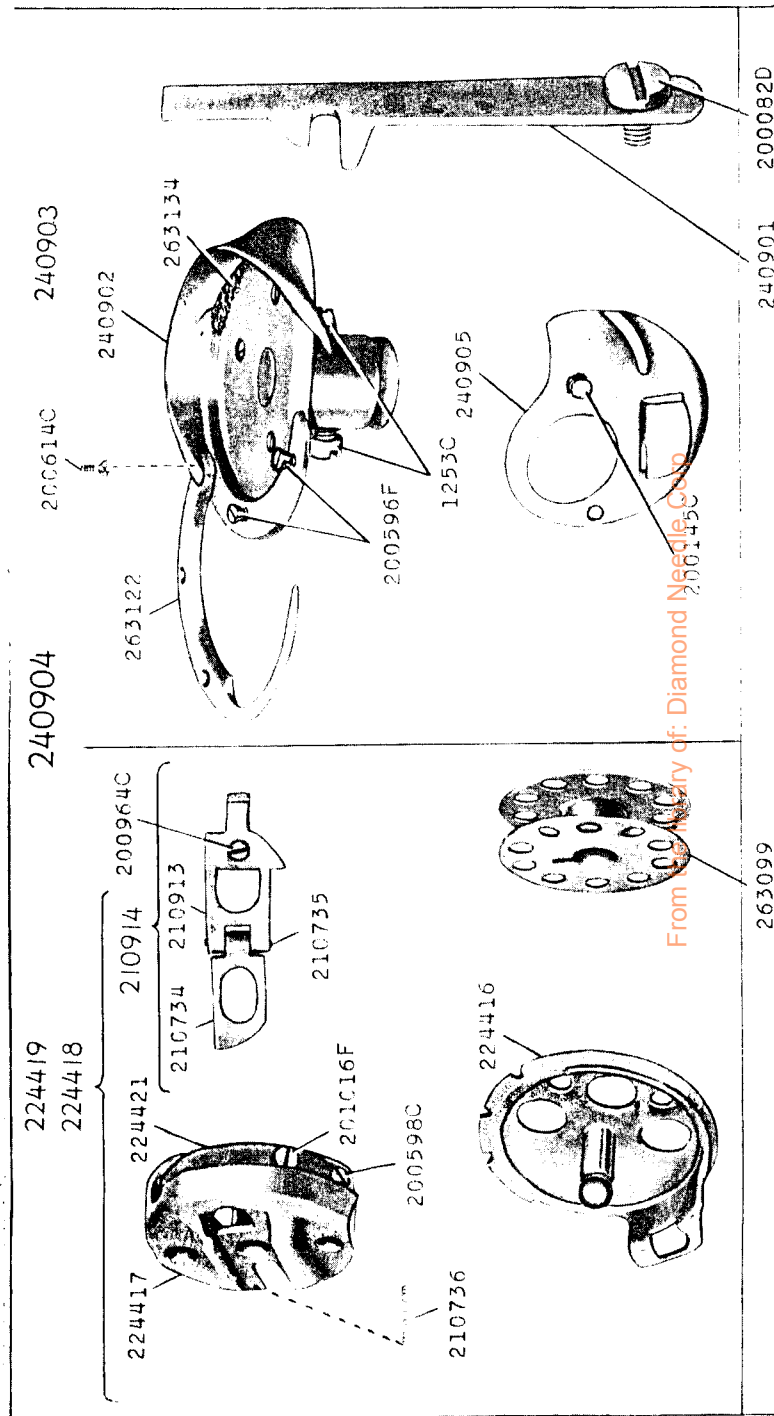 224419
224418
210914
200964C
210913
210734
210735
224421
224417
201016F
200598C
210736
224416
263099
240904
240903
200614C
240902
263134
263122
1253C
200596F
240905
200145C
240901
200082D
From the library of: Diamond Needle Corp